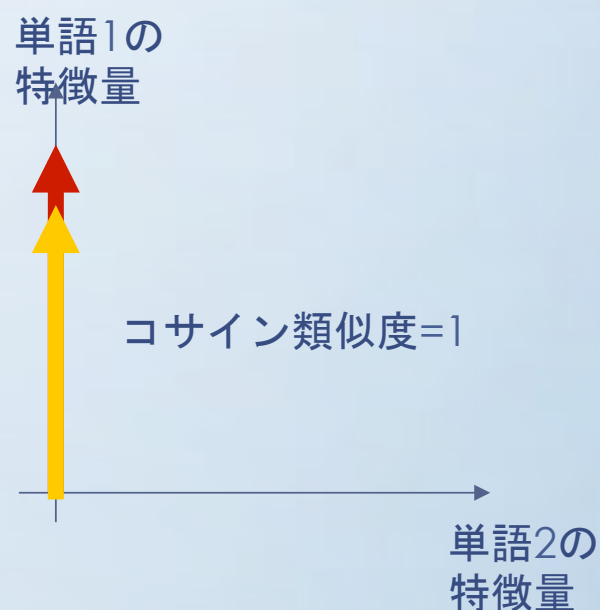 単語1の
特徴量
コサイン類似度=1
単語2の
特徴量